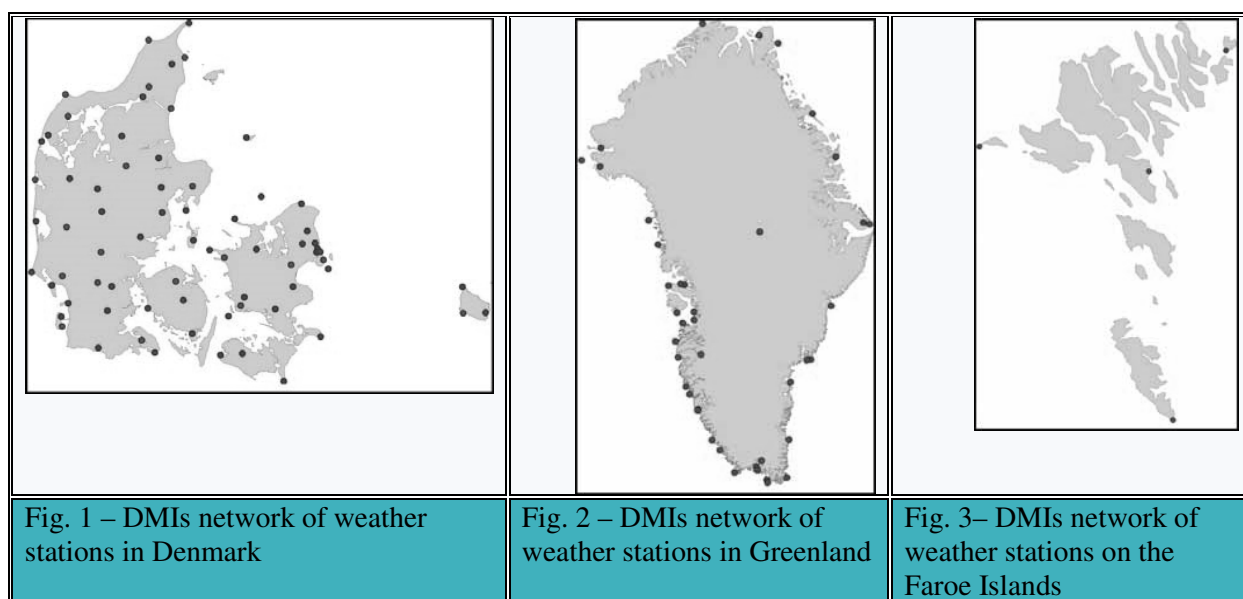 Fig. 1 – DMIs network of weather
stations in Denmark
Fig. 2 – DMIs network of
weather stations in Greenland
Fig. 3– DMIs network of
weather stations on the
Faroe Islands